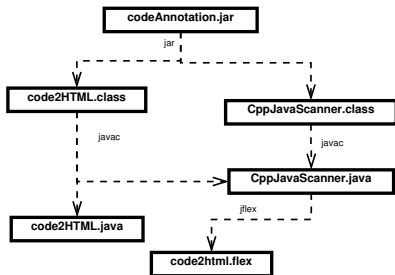 codeAnnotation.jar
jar
code2HTML.class
CppJavaScanner.class
javac
javac
CppJavaScanner.java
jflex
code2HTML.java
code2html.flex